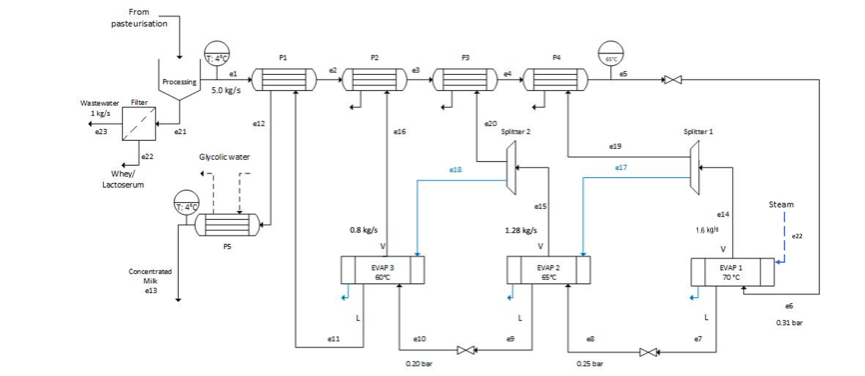 From
pasteurisation
T: 4°C
65°C
P1
P2
P3
P4
Processing
e1
e2
e3
e4
e5
5.0 kg/s
Wastewater
1 kg/s
Filter
e23
e21
e22
Whey/
Lactoserum
e12
e16
e20
Splitter 2
e19
Splitter 1
Glycolic water
e18
e17
T: 4°C
P5
e15
e14
Steam
e22
0.8 kg/s
1.28 kg/s
1.6 kg/s
V
V
V
EVAP 3
60°C
EVAP 2
65°C
EVAP 1
70 °C
Concentrated
Milk
e13
e6
0.31 bar
L
L
L
e11
e10
e9
e8
e7
0.20 bar
0.25 bar